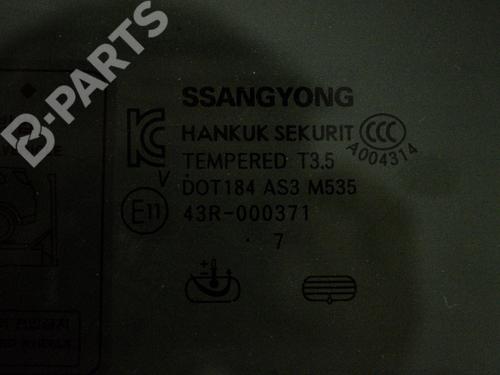 B-PARTS
SSANGYONG
HANKUK SEKURIT CCC
A004314
TEMPERED T3.5
V
DOT184 AS3 M535
E11 43R-000371
. 7